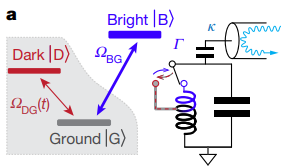 a
Bright |B⟩
κ
Dark |D⟩
Ω_BG
Γ
Ω_DG(t)
Ground |G⟩